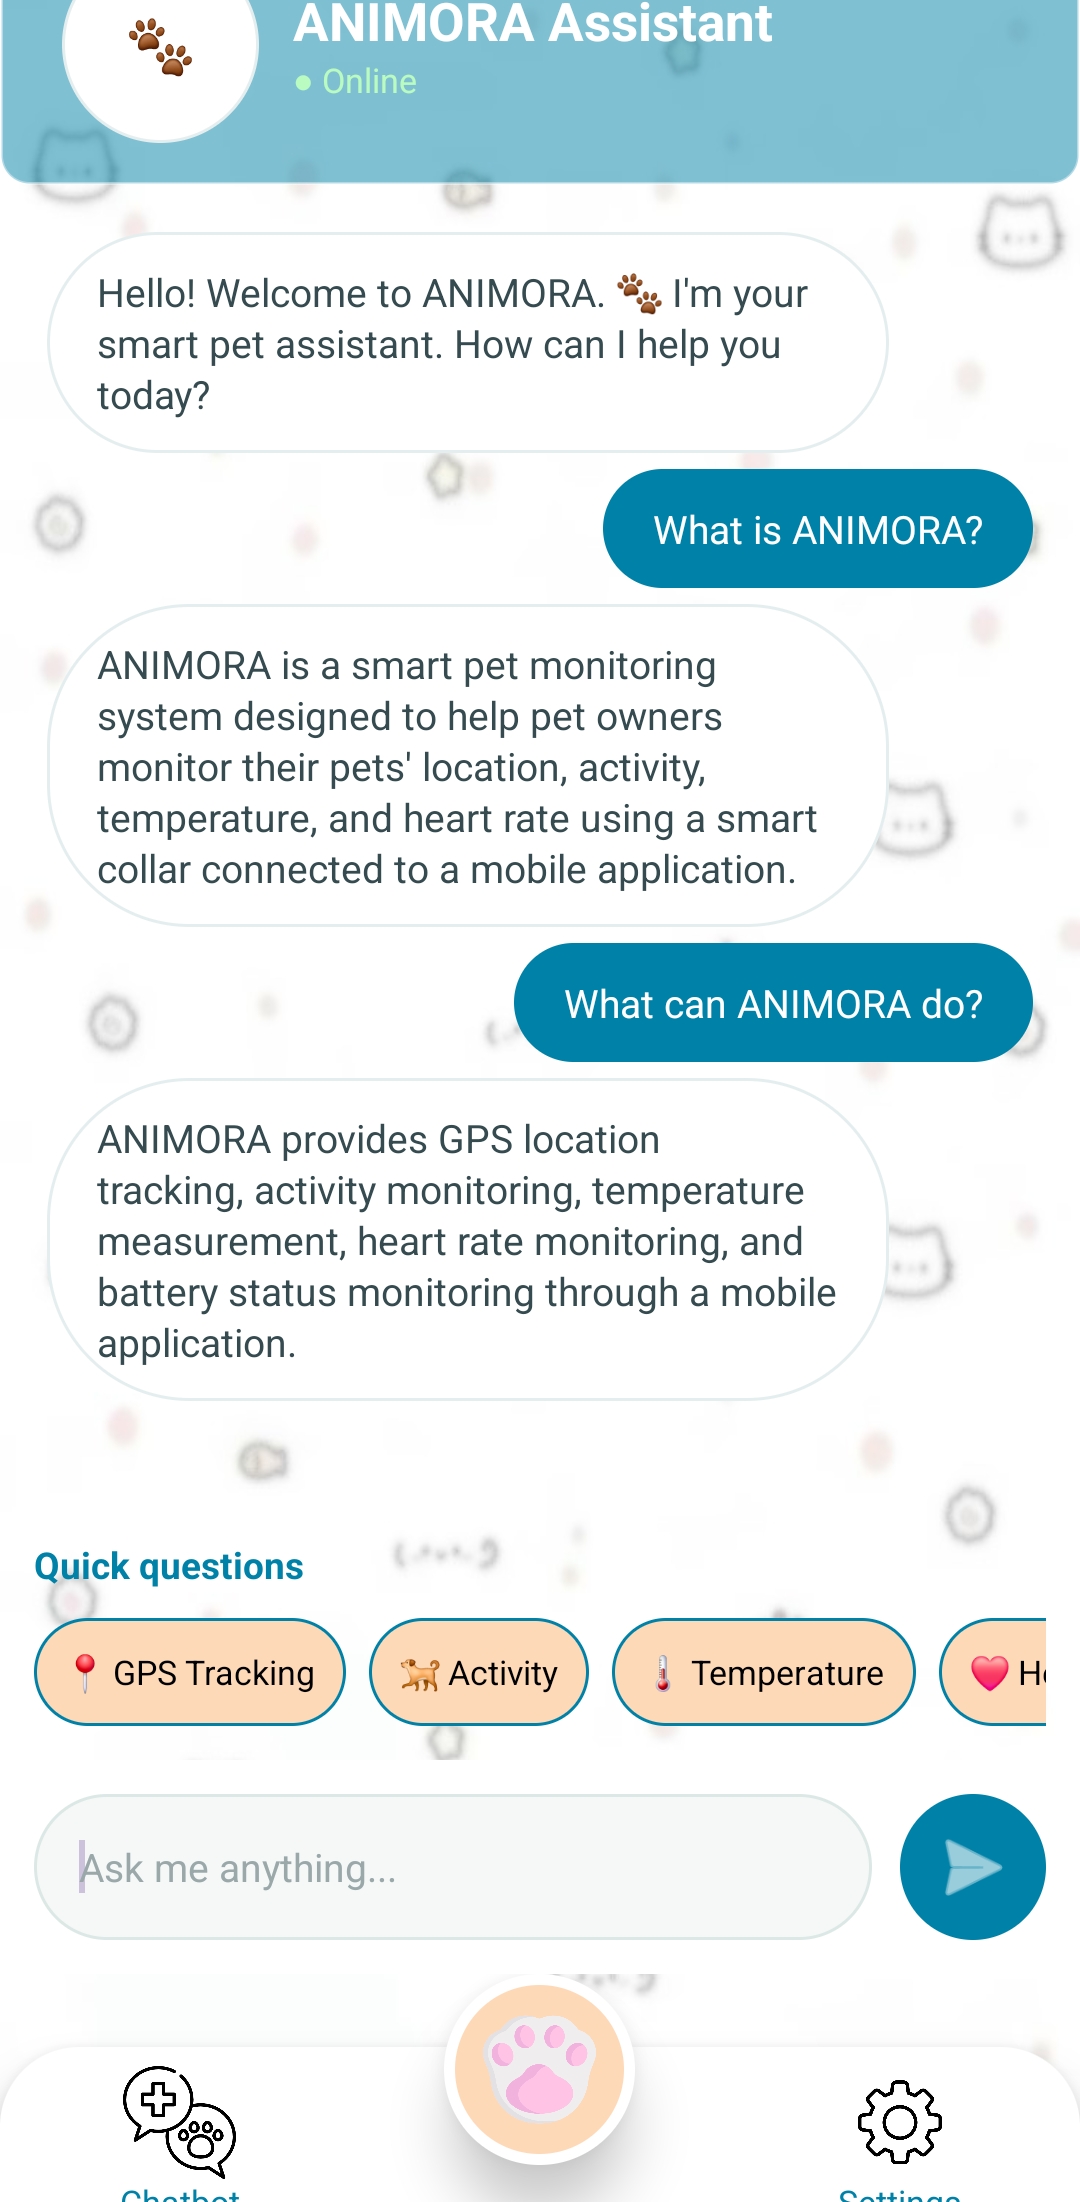 ANIMORA Assistant
● Online
Hello! Welcome to ANIMORA. 🐾 I'm your
smart pet assistant. How can I help you
today?
What is ANIMORA?
ANIMORA is a smart pet monitoring
system designed to help pet owners
monitor their pets' location, activity,
temperature, and heart rate using a smart
collar connected to a mobile application.
What can ANIMORA do?
ANIMORA provides GPS location
tracking, activity monitoring, temperature
measurement, heart rate monitoring, and
battery status monitoring through a mobile
application.
Quick questions
📍 GPS Tracking
🐕 Activity
🌡️ Temperature
Ask me anything...
Chatbot
Settings